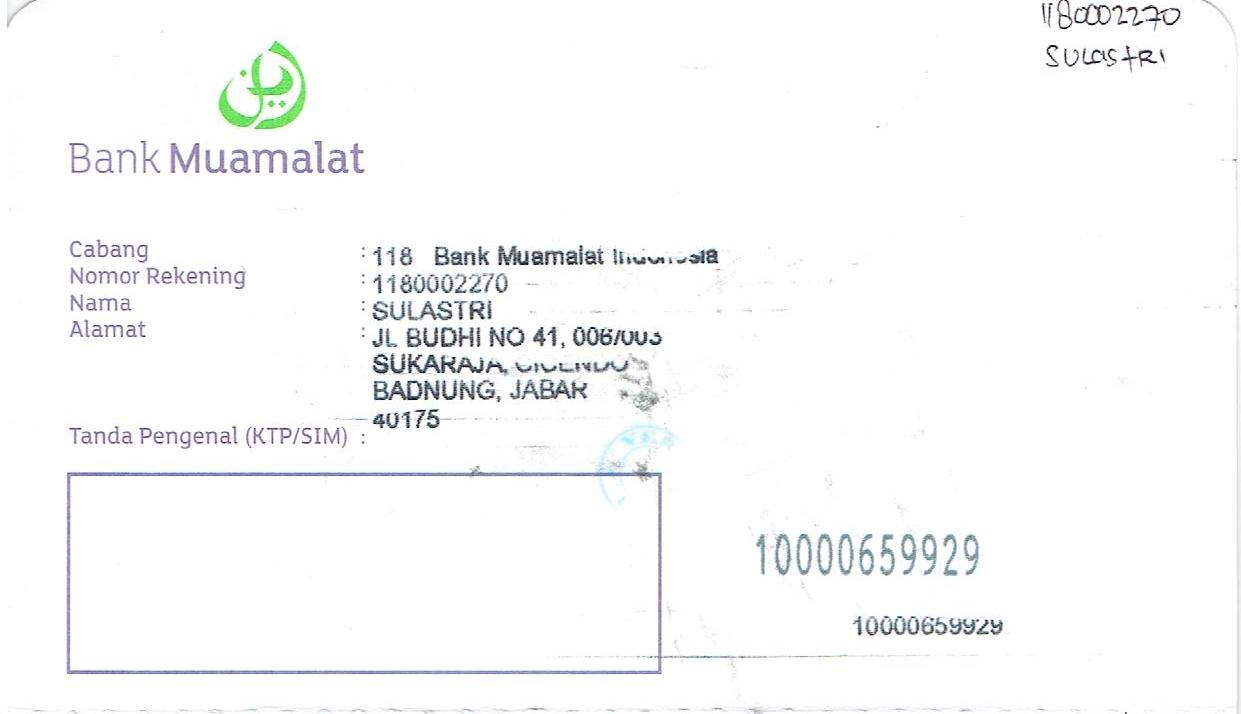 1180002270
SULASTRI
Bank Muamalat
Cabang : 118 Bank Muamalat Indonesia
Nomor Rekening : 1180002270
Nama : SULASTRI
Alamat : JL BUDHI NO 41, 006/003
SUKARAJA, CICENDO
BADNUNG, JABAR
40175
Tanda Pengenal (KTP/SIM) :
10000659929
10000659929